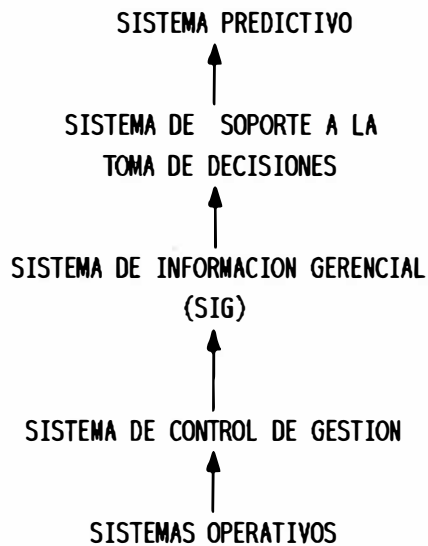 SISTEMA PREDICTIVO
SISTEMA DE SOPORTE A LA
TOMA DE DECISIONES
SISTEMA DE INFORMACION GERENCIAL
(SIG)
SISTEMA DE CONTROL DE GESTION
SISTEMAS OPERATIVOS